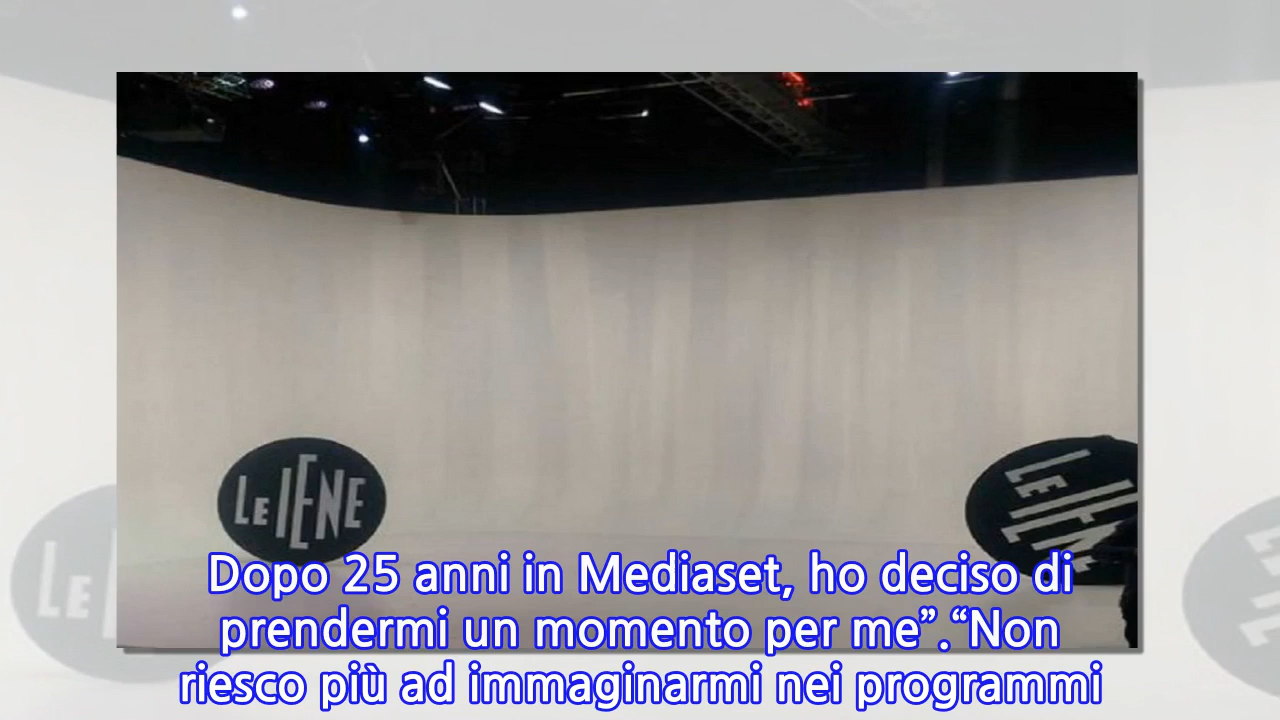 LE IENE
LE IENE
LE
Dopo 25 anni in Mediaset, ho deciso di
prendermi un momento per me”.“Non
riesco più ad immaginarmi nei programmi